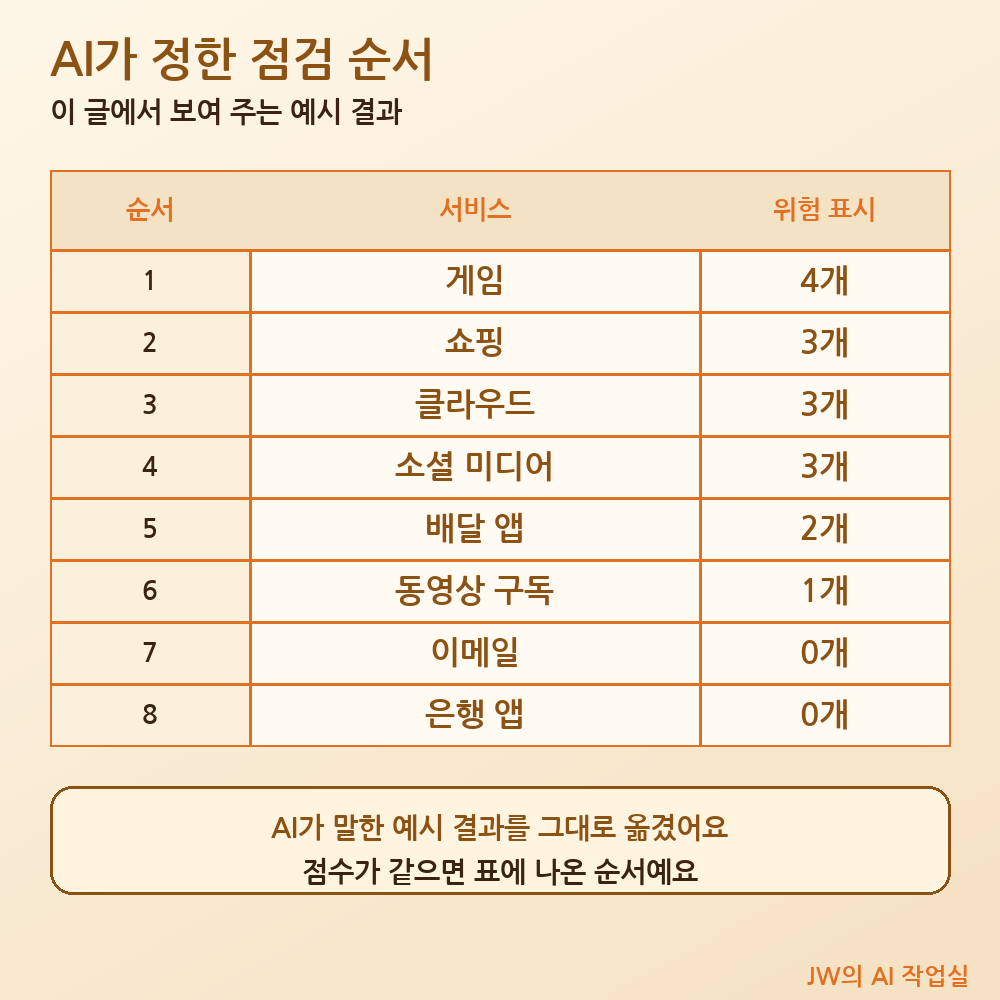 AI가 정한 점검 순서
이 글에서 보여 주는 예시 결과
순서 서비스 위험 표시
1 게임 4개
2 쇼핑 3개
3 클라우드 3개
4 소셜 미디어 3개
5 배달 앱 2개
6 동영상 구독 1개
7 이메일 0개
8 은행 앱 0개
AI가 말한 예시 결과를 그대로 옮겼어요
점수가 같으면 표에 나온 순서예요
JW의 AI 작업실